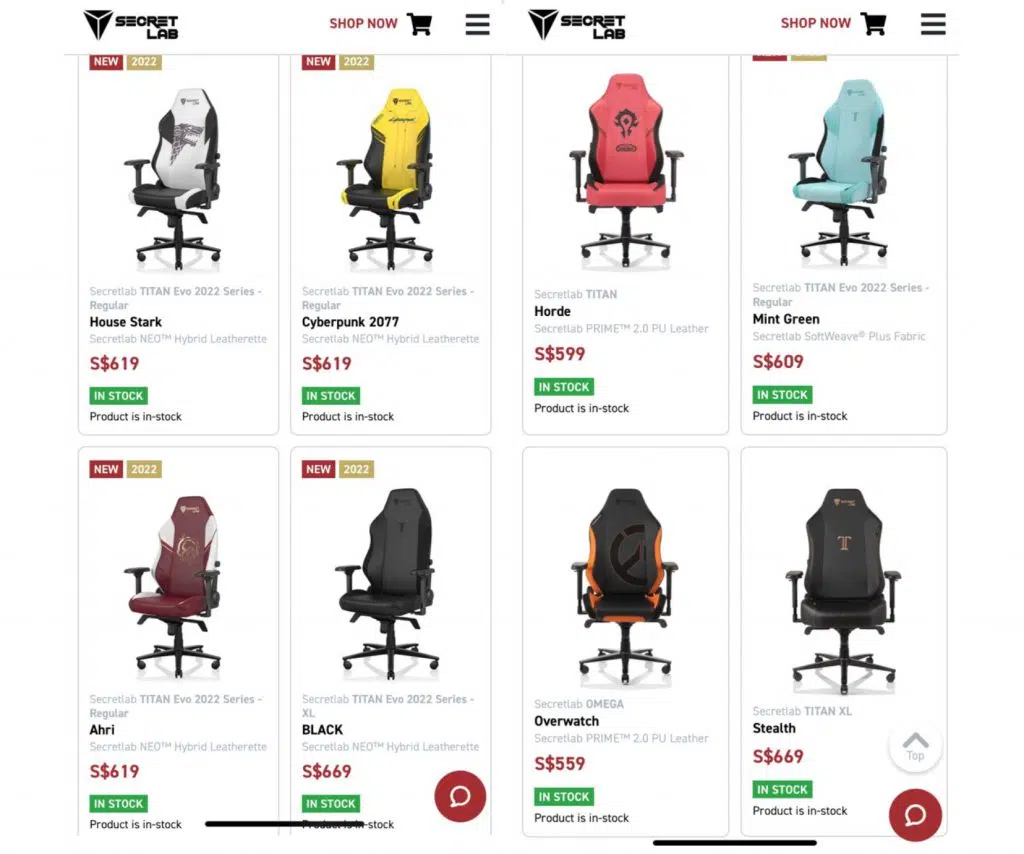 SECRET
LAB
SHOP NOW
NEW 2022
Secretlab TITAN Evo 2022 Series -
Regular
House Stark
Secretlab NEO™ Hybrid Leatherette
S$619
IN STOCK
Product is in-stock
NEW 2022
Secretlab TITAN Evo 2022 Series -
Regular
Cyberpunk 2077
Secretlab NEO™ Hybrid Leatherette
S$619
IN STOCK
Product is in-stock
NEW 2022
Secretlab TITAN Evo 2022 Series -
Regular
Ahri
Secretlab NEO™ Hybrid Leatherette
S$619
IN STOCK
Product is in-stock
NEW 2022
Secretlab TITAN Evo 2022 Series -
XL
BLACK
Secretlab NEO™ Hybrid Leatherette
S$669
IN STOCK
Product is in-stock
SECRET
LAB
SHOP NOW
Secretlab TITAN
Horde
Secretlab PRIME™ 2.0 PU Leather
S$599
IN STOCK
Product is in-stock
Secretlab TITAN Evo 2022 Series -
Regular
Mint Green
Secretlab SoftWeave® Plus Fabric
S$609
IN STOCK
Product is in-stock
Secretlab OMEGA
Overwatch
Secretlab PRIME™ 2.0 PU Leather
S$559
IN STOCK
Product is in-stock
Secretlab TITAN XL
Stealth
S$669
IN STOCK
Product is in-stock
Top